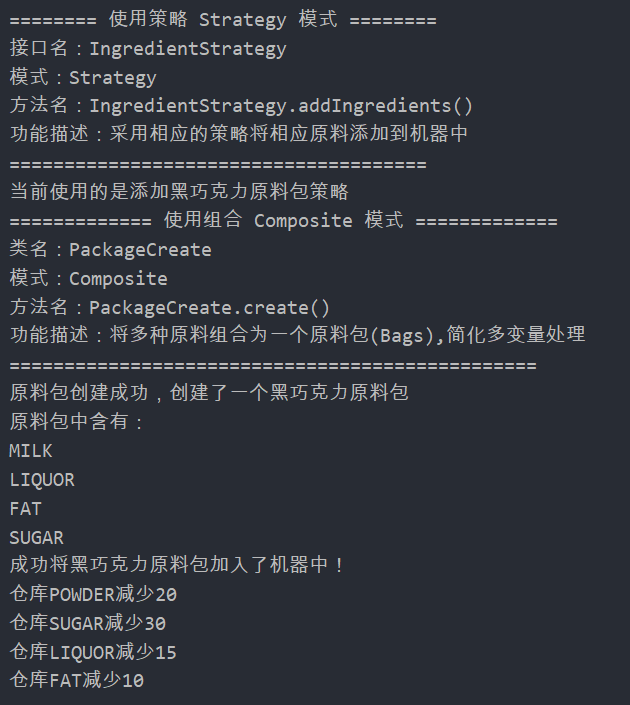 ======== 使用策略 Strategy 模式 ========
接口名：IngredientStrategy
模式：Strategy
方法名：IngredientStrategy.addIngredients()
功能描述：采用相应的策略将相应原料添加到机器中
======================================
当前使用的是添加黑巧克力原料包策略
============= 使用组合 Composite 模式 =============
类名：PackageCreate
模式：Composite
方法名：PackageCreate.create()
功能描述：将多种原料组合为一个原料包(Bags),简化多变量处理
================================================
原料包创建成功，创建了一个黑巧克力原料包
原料包中含有：
MILK
LIQUOR
FAT
SUGAR
成功将黑巧克力原料包加入了机器中！
仓库POWDER减少20
仓库SUGAR减少30
仓库LIQUOR减少15
仓库FAT减少10